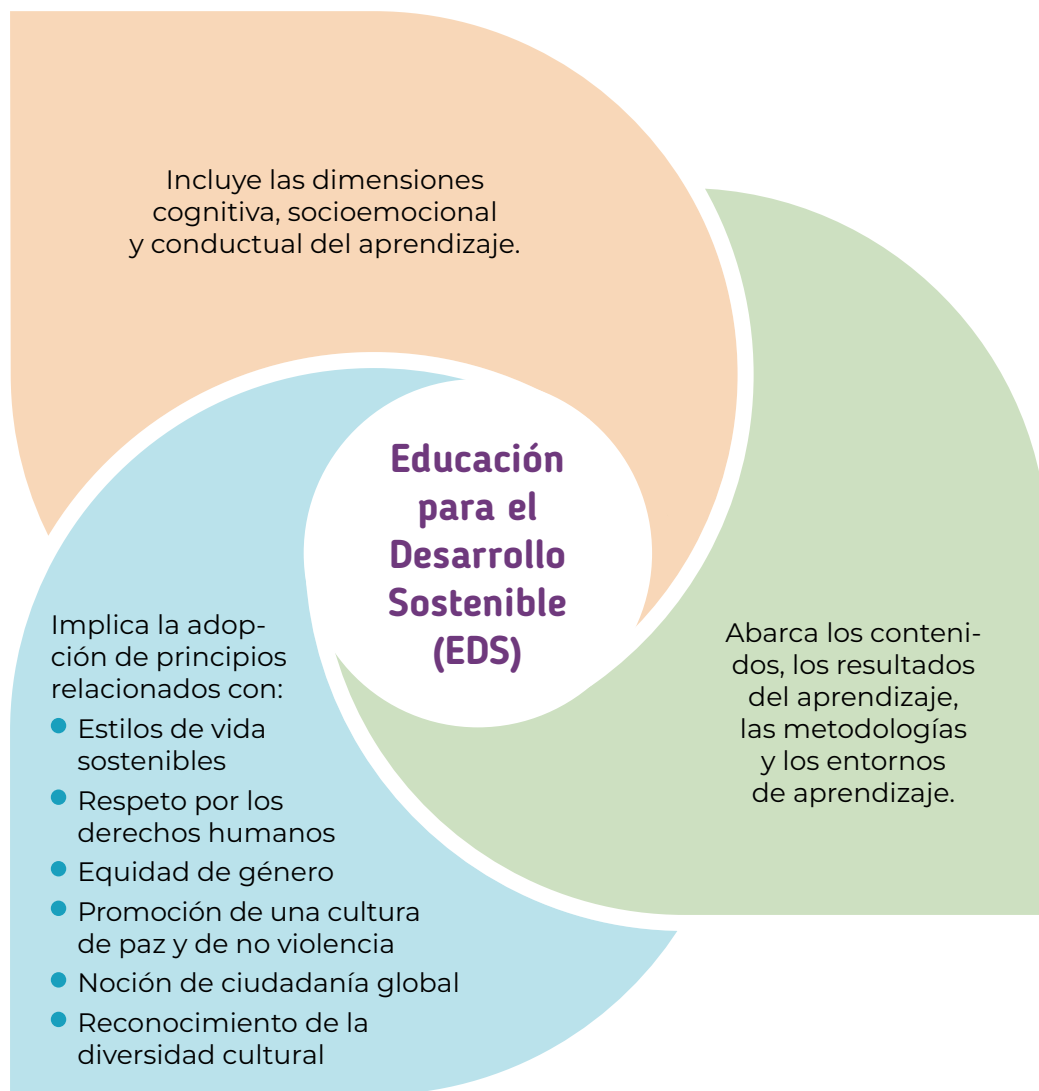 Incluye las dimensiones
cognitiva, socioemocional
y conductual del aprendizaje.
Educación
para el
Desarrollo
Sostenible
(EDS)
Abarca los conteni-
dos, los resultados
del aprendizaje,
las metodologías
y los entornos
de aprendizaje.
Implica la adop-
ción de principios
relacionados con:
● Estilos de vida
sostenibles
● Respeto por los
derechos humanos
● Equidad de género
● Promoción de una cultura
de paz y de no violencia
● Noción de ciudadanía global
● Reconocimiento de la
diversidad cultural